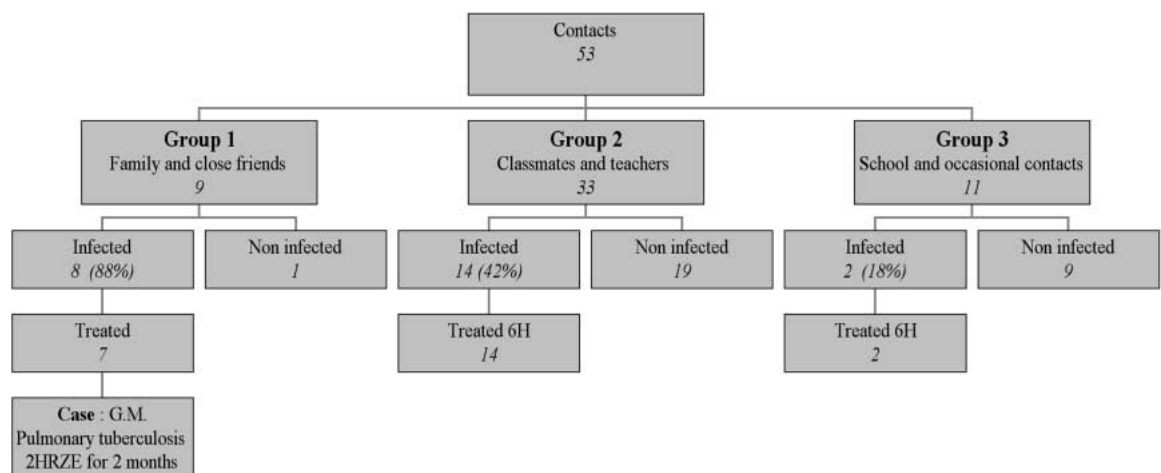 Contacts
53
Group 1
Family and close friends
9
Group 2
Classmates and teachers
33
Group 3
School and occasional contacts
11
Infected
8 (88%)
Non infected
1
Infected
14 (42%)
Non infected
19
Infected
2 (18%)
Non infected
9
Treated
7
Treated 6H
14
Treated 6H
2
Case : G.M.
Pulmonary tuberculosis
2HRZE for 2 months